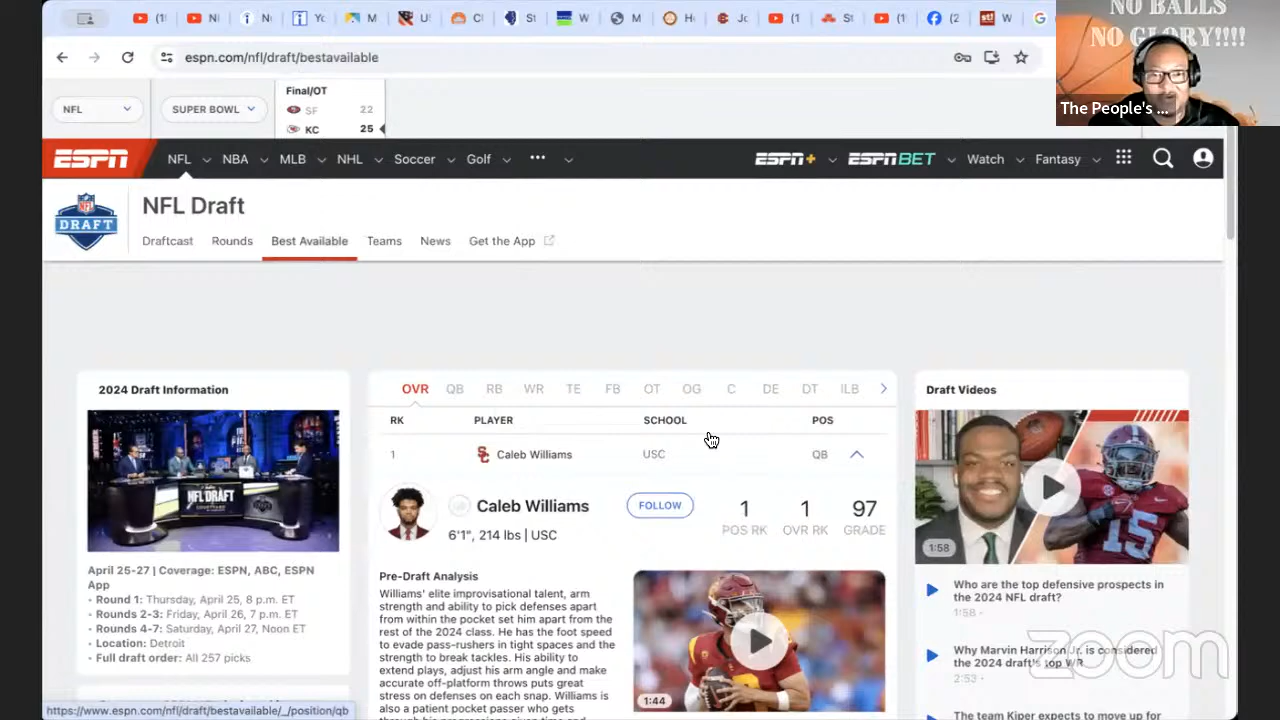 espn.com/nfl/draft/bestavailable
NO BALLS
NO GLORY!!!!
The People's ...
NFL
SUPER BOWL
Final/OT
SF 22
KC 25
ESPN NFL NBA MLB NHL Soccer Golf ••• ESPN+ ESPN BET Watch Fantasy
NFL
DRAFT
NFL Draft
Draftcast Rounds Best Available Teams News Get the App
2024 Draft Information
NFL DRAFT
April 25-27 | Coverage: ESPN, ABC, ESPN
App
• Round 1: Thursday, April 25, 8 p.m. ET
• Rounds 2-3: Friday, April 26, 7 p.m. ET
• Rounds 4-7: Saturday, April 27, Noon ET
• Location: Detroit
• Full draft order: All 257 picks
OVR QB RB WR TE FB OT OG C DE DT ILB
RK PLAYER SCHOOL POS
1 Caleb Williams USC QB
Caleb Williams
6'1", 214 lbs | USC
FOLLOW
1 1 97
POS RK OVR RK GRADE
Pre-Draft Analysis
Williams' elite improvisational talent, arm
strength and ability to pick defenses apart
from within the pocket set him apart from the
rest of the 2024 class. He has the foot speed
to evade pass-rushers in tight spaces and the
strength to break tackles. His ability to
extend plays, adjust his arm angle and make
accurate off-platform throws puts great
stress on defenses on each snap. Williams is
also a patient pocket passer who gets
1:44
Draft Videos
15
1:58
Who are the top defensive prospects in
the 2024 NFL draft?
1:58 -
Why Marvin Harrison Jr. is considered
the 2024 draft's top WR
2:53 -
The team Kiper expects to move up for
zoom
https://www.espn.com/nfl/draft/bestavailable/_/position/qb